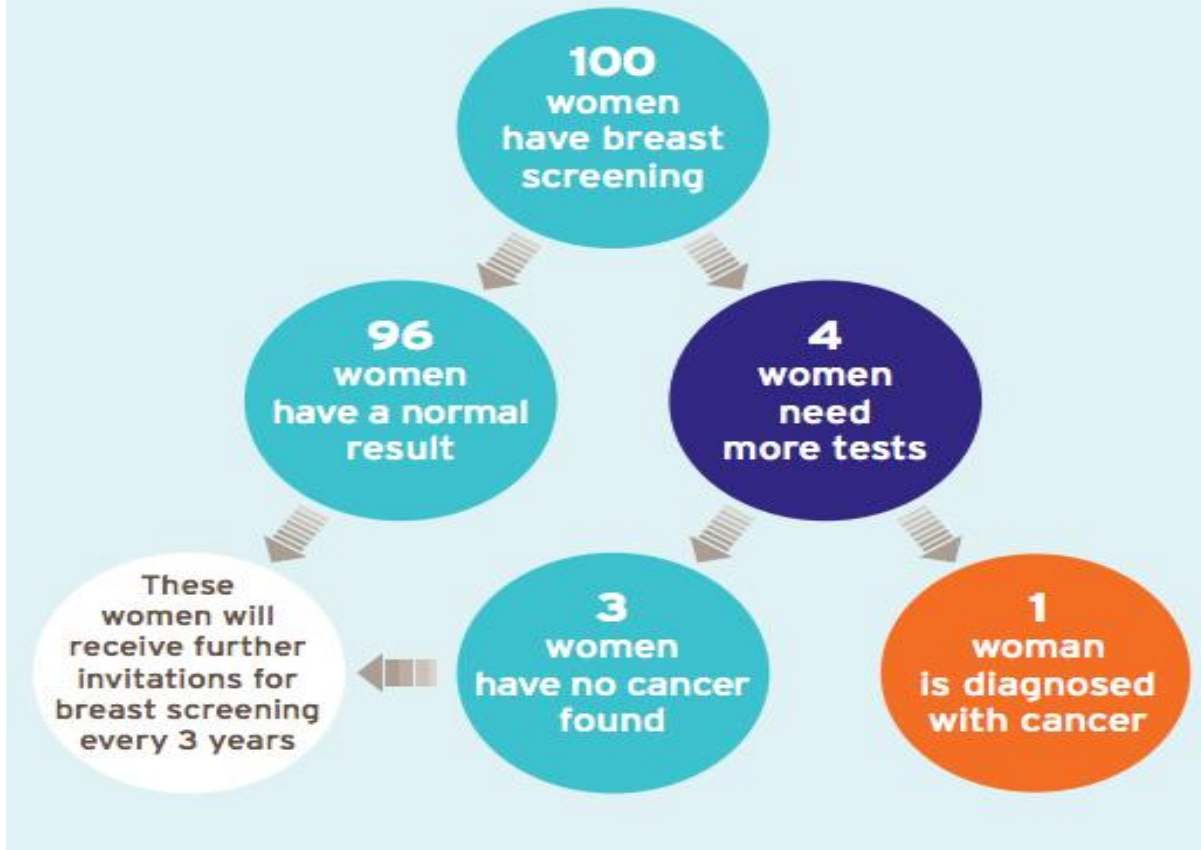 100
women
have breast
screening
96
women
have a normal
result
4
women
need
more tests
These
women will
receive further
invitations for
breast screening
every 3 years
3
women
have no cancer
found
1
woman
is diagnosed
with cancer